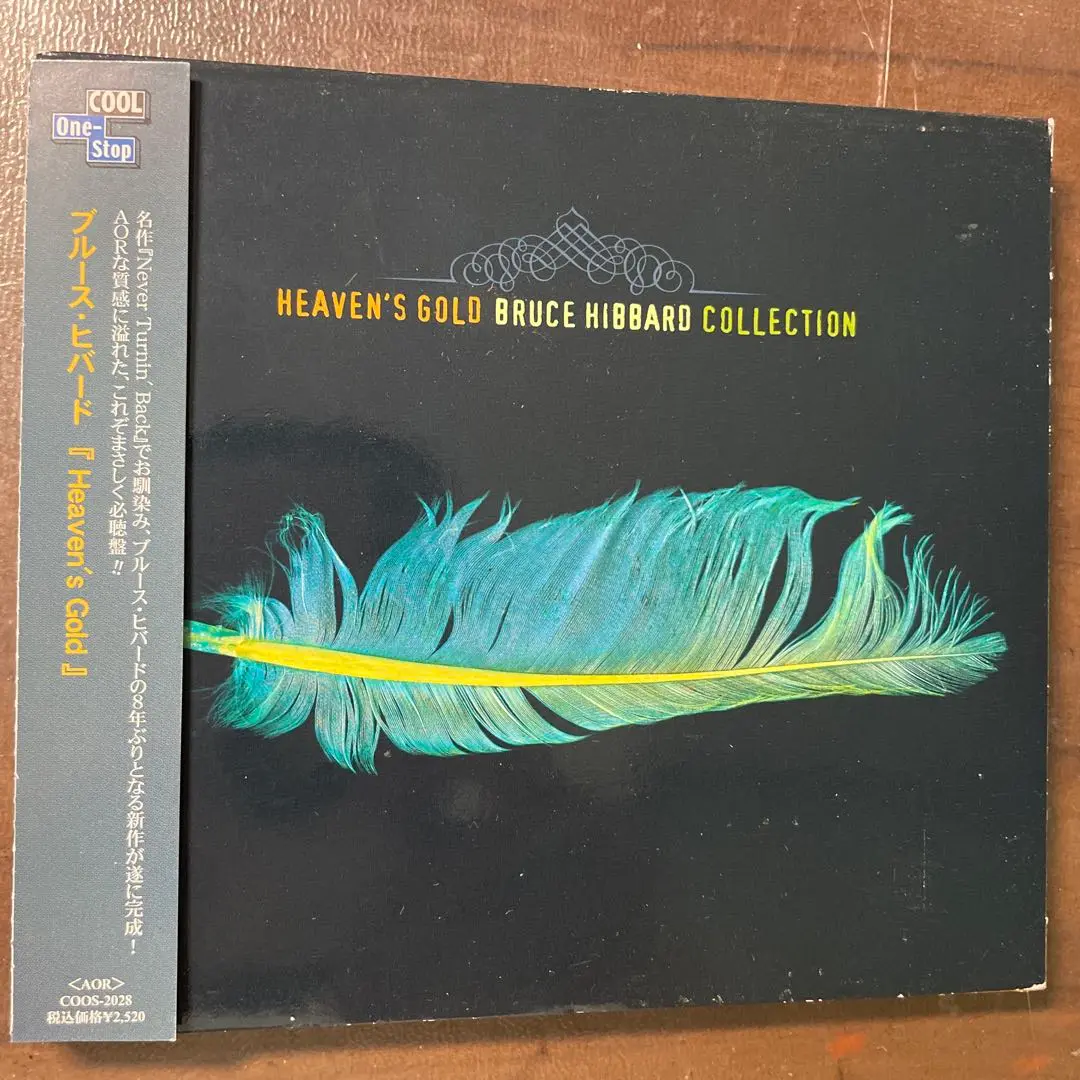 COOL
One-
Stop
名作『Never Turnin' Back』でお馴染み、ブルース・ヒバードの8年ぶりとなる新作が遂に完成！
AORな質感に溢れた、これぞまさしく必聴盤!!
ブルース・ヒバード 『Heaven's Gold』
<AOR>
COOS-2028
税込価格¥2,520
HEAVEN'S GOLD BRUCE HIBBARD COLLECTION